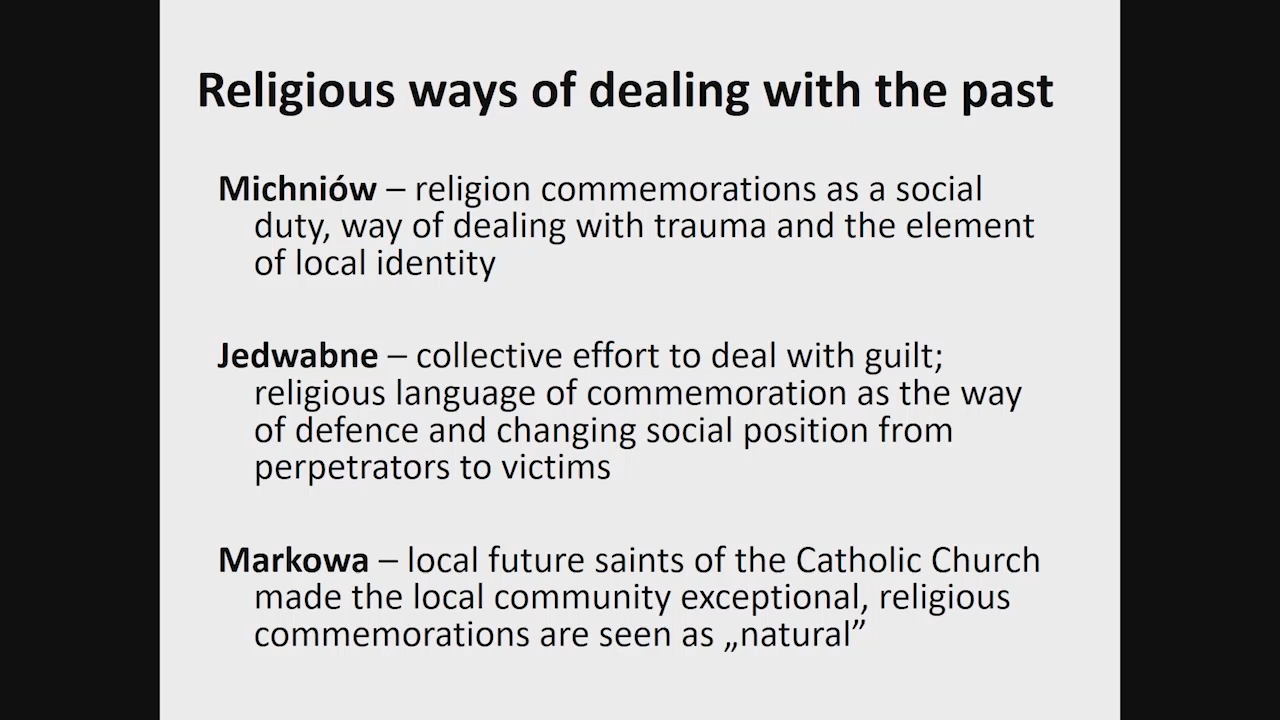 Religious ways of dealing with the past
Michniów – religion commemorations as a social
duty, way of dealing with trauma and the element
of local identity
Jedwabne – collective effort to deal with guilt;
religious language of commemoration as the way
of defence and changing social position from
perpetrators to victims
Markowa – local future saints of the Catholic Church
made the local community exceptional, religious
commemorations are seen as „natural”